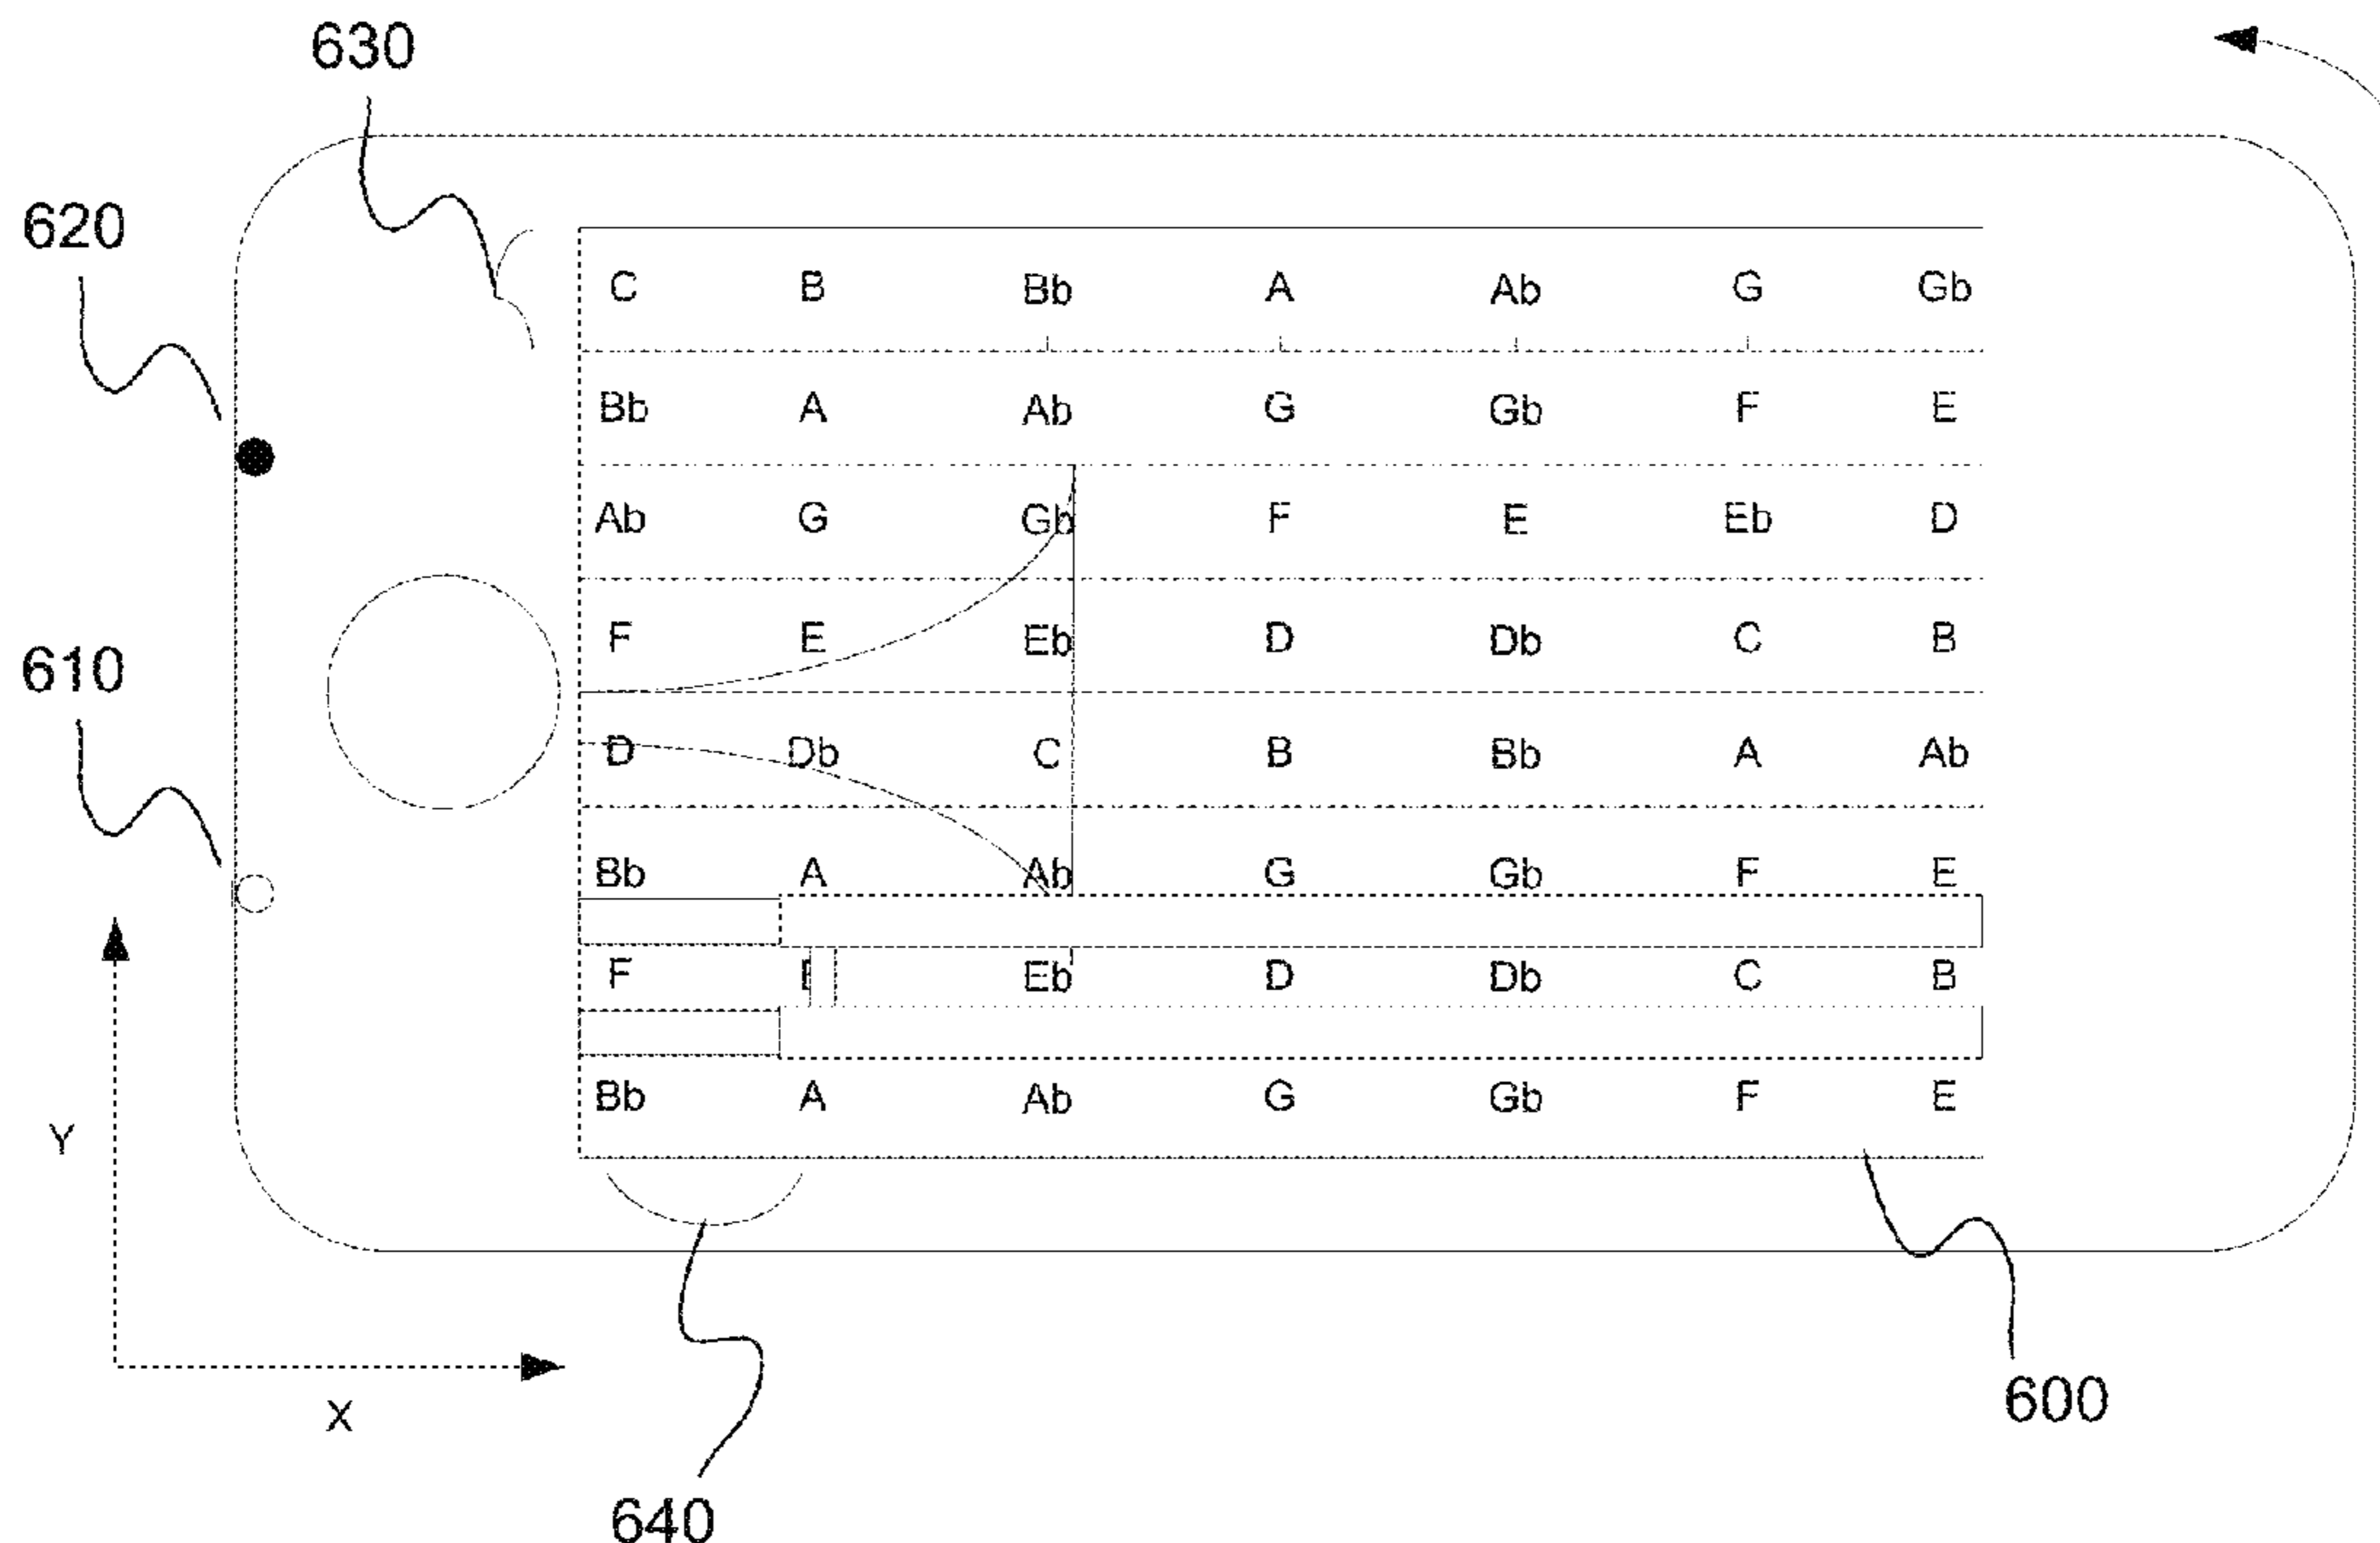 630
620
C B Bb A Ab G Gb
Bb A Ab G Gb F E
Ab G Gb F E Eb D
F E Eb D Db C B
610
D Db C B Bb A Ab
Bb A Ab G Gb F E
F Eb D Db C B
Bb A Ab G Gb F E
Y
X
600
640